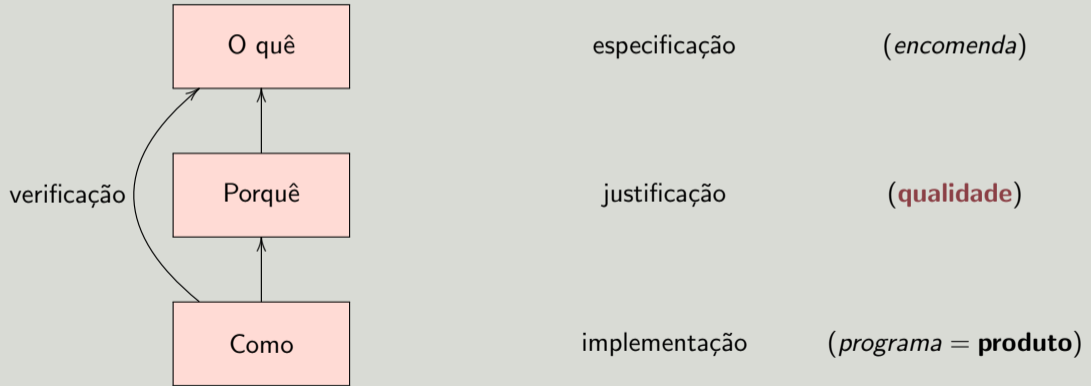 O quê especificação (encomenda)
verificação Porquê justificação (qualidade)
Como implementação (programa = produto)